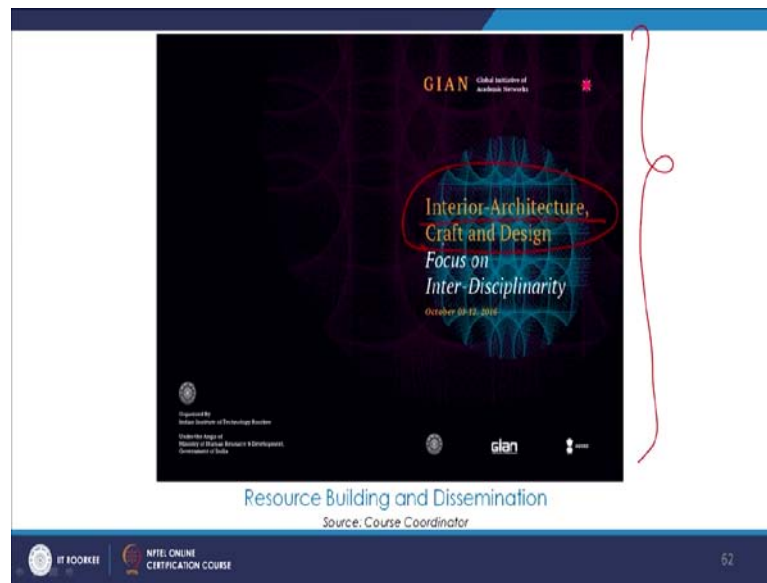 GIAN
Global Initiative of
Academic Networks
Interior-Architecture,
Craft and Design
Focus on
Inter-Disciplinarity
October 03-12, 2016
Organized By
Indian Institute of Technology Roorkee
Under the Aegis of
Ministry of Human Resource & Development,
Government of India
gian
Resource Building and Dissemination
Source: Course Coordinator
IIT ROORKEE
NPTEL ONLINE
CERTIFICATION COURSE
62